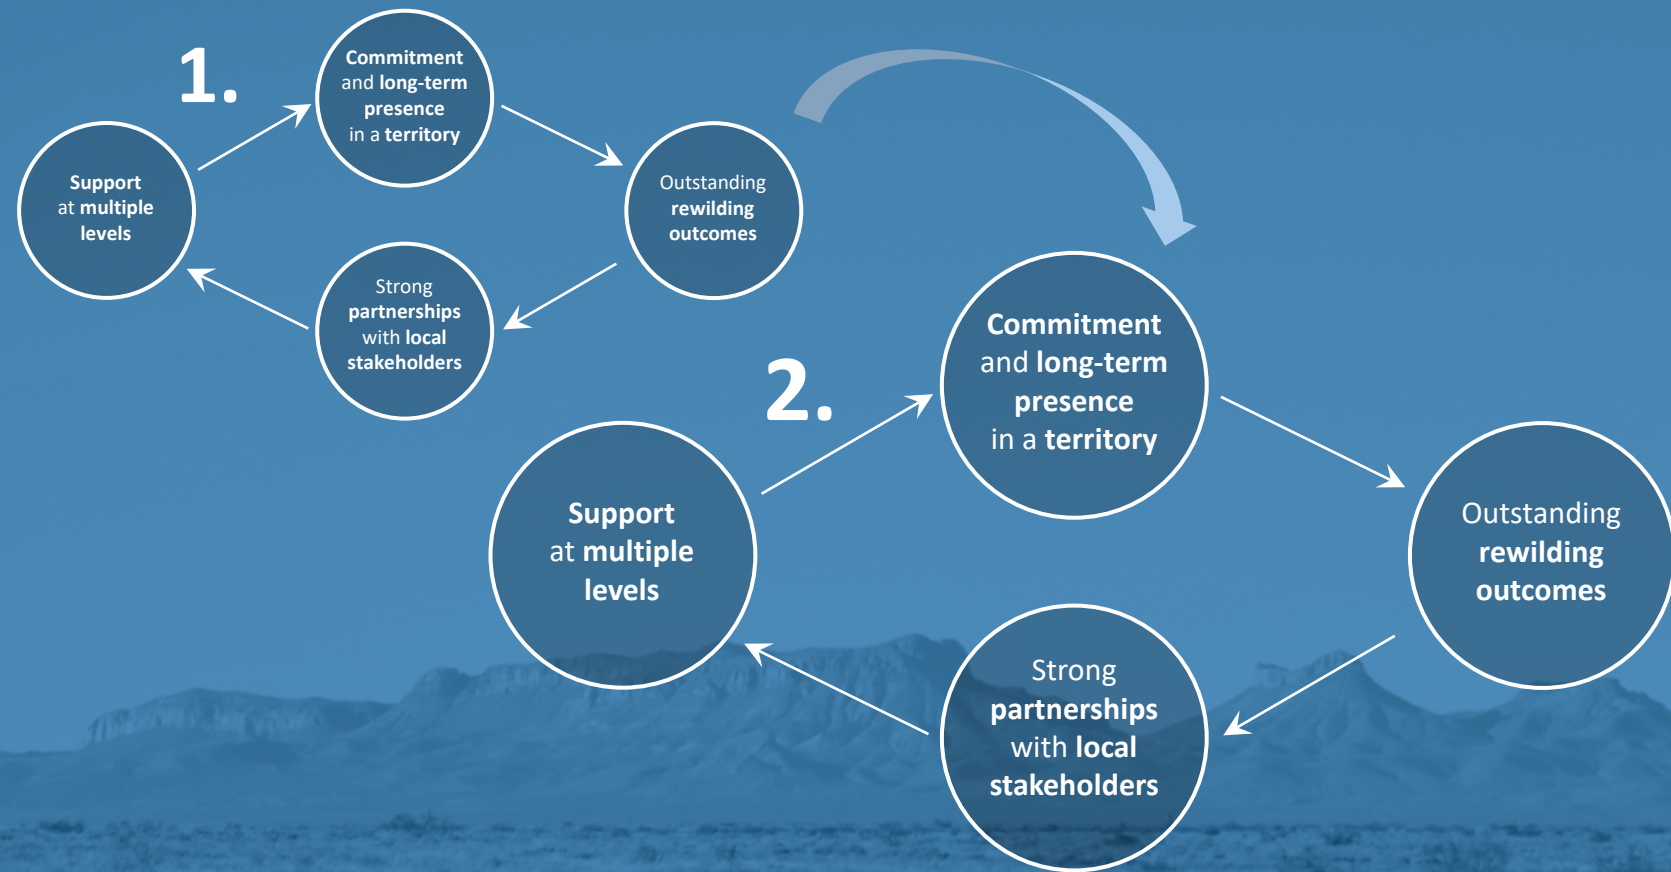 1.
Commitment
and long-term
presence
in a territory
Support
at multiple
levels
Outstanding
rewilding
outcomes
Strong
partnerships
with local
stakeholders
2.
Commitment
and long-term
presence
in a territory
Support
at multiple
levels
Outstanding
rewilding
outcomes
Strong
partnerships
with local
stakeholders